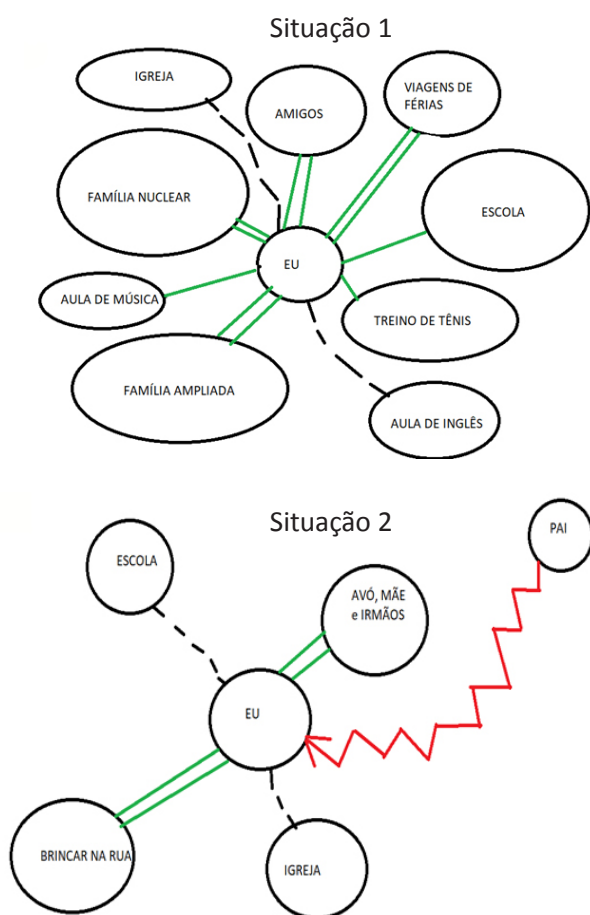 Situação 1
IGREJA
AMIGOS
VIAGENS DE
FÉRIAS
FAMÍLIA NUCLEAR
ESCOLA
EU
AULA DE MÚSICA
TREINO DE TÊNIS
FAMÍLIA AMPLIADA
AULA DE INGLÊS
Situação 2
PAI
ESCOLA
AVÓ, MÃE
e IRMÃOS
EU
BRINCAR NA RUA
IGREJA